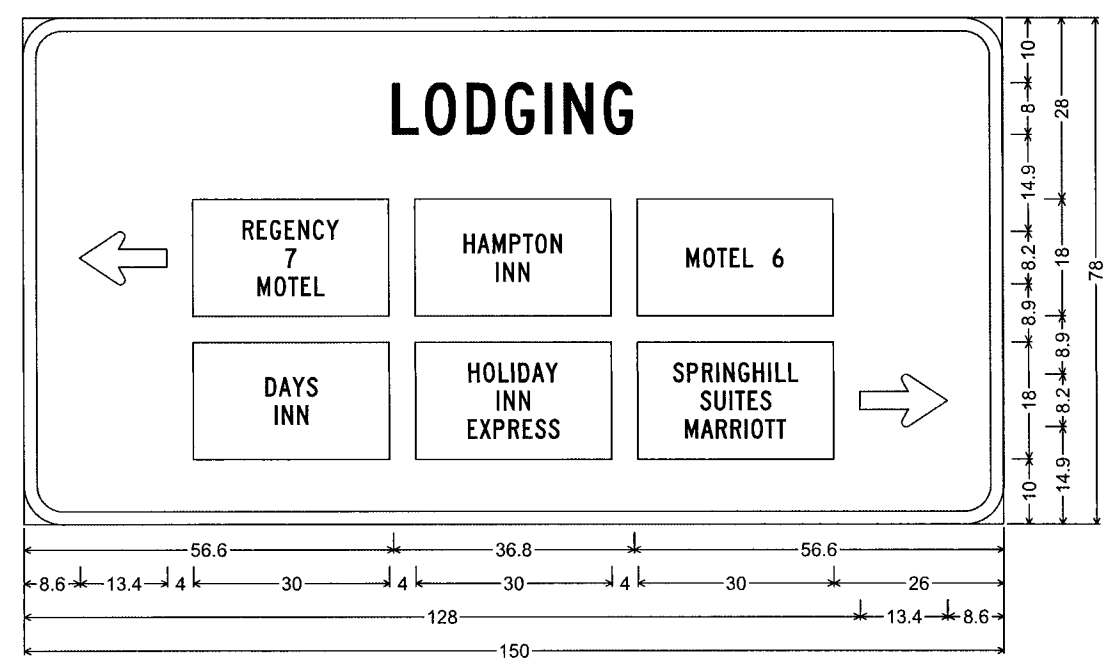 LODGING
REGENCY
7
MOTEL
HAMPTON
INN
MOTEL 6
DAYS
INN
HOLIDAY
INN
EXPRESS
SPRINGHILL
SUITES
MARRIOTT
10
8
14.9
8.2
8.9
18
10
28
18
8.9
8.2
14.9
78
56.6 36.8 56.6
8.6 13.4 4 30 4 30 4 30 26
128 13.4 8.6
150